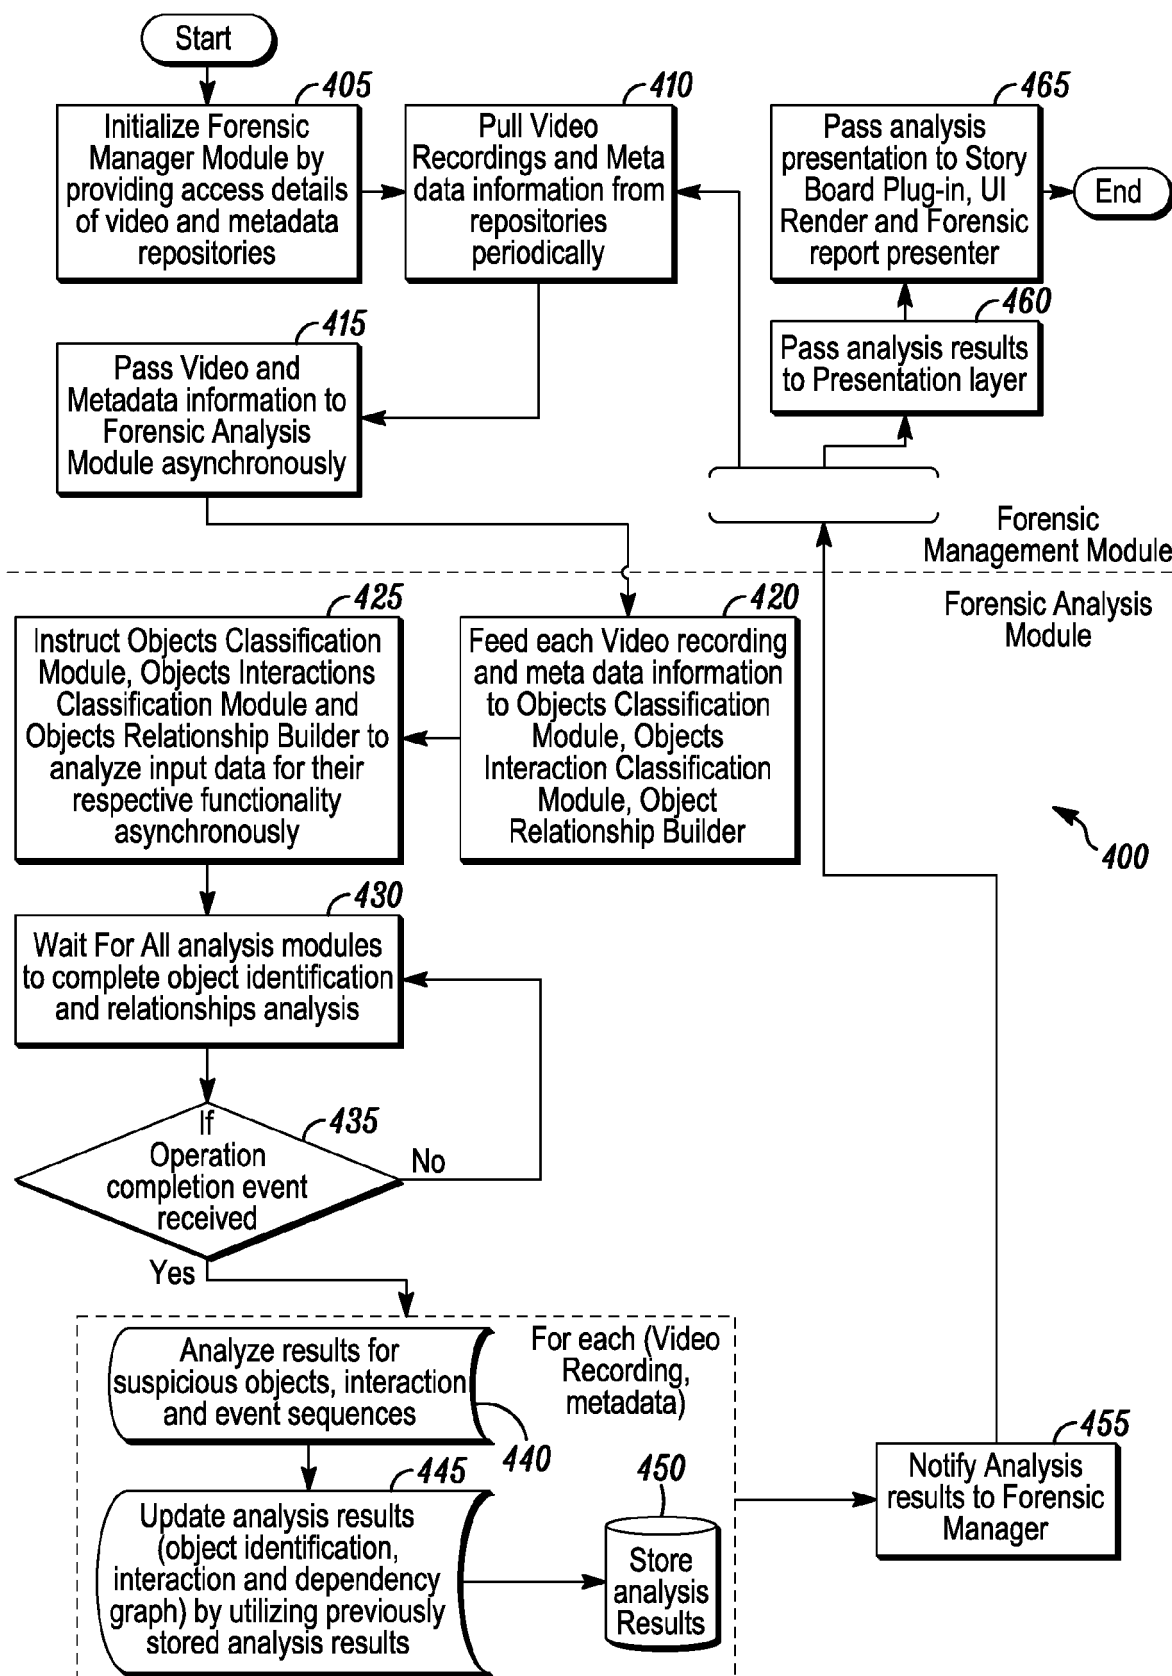 Start
405
Initialize Forensic
Manager Module by
providing access details
of video and metadata
repositories
410
Pull Video
Recordings and Meta
data information from
repositories
periodically
465
Pass analysis
presentation to Story
Board Plug-in, UI
Render and Forensic
report presenter
End
415
Pass Video and
Metadata information to
Forensic Analysis
Module asynchronously
460
Pass analysis results
to Presentation layer
Forensic
Management Module
Forensic Analysis
Module
425
Instruct Objects Classification
Module, Objects Interactions
Classification Module and
Objects Relationship Builder to
analyze input data for their
respective functionality
asynchronously
420
Feed each Video recording
and meta data information
to Objects Classification
Module, Objects
Interaction Classification
Module, Object
Relationship Builder
400
430
Wait For All analysis modules
to complete object identification
and relationships analysis
435
If
Operation
completion event
received
No
Yes
Analyze results for
suspicious objects, interaction
and event sequences
440
For each (Video
Recording,
metadata)
445
Update analysis results
(object identification,
interaction and dependency
graph) by utilizing previously
stored analysis results
450
Store
analysis
Results
455
Notify Analysis
results to Forensic
Manager